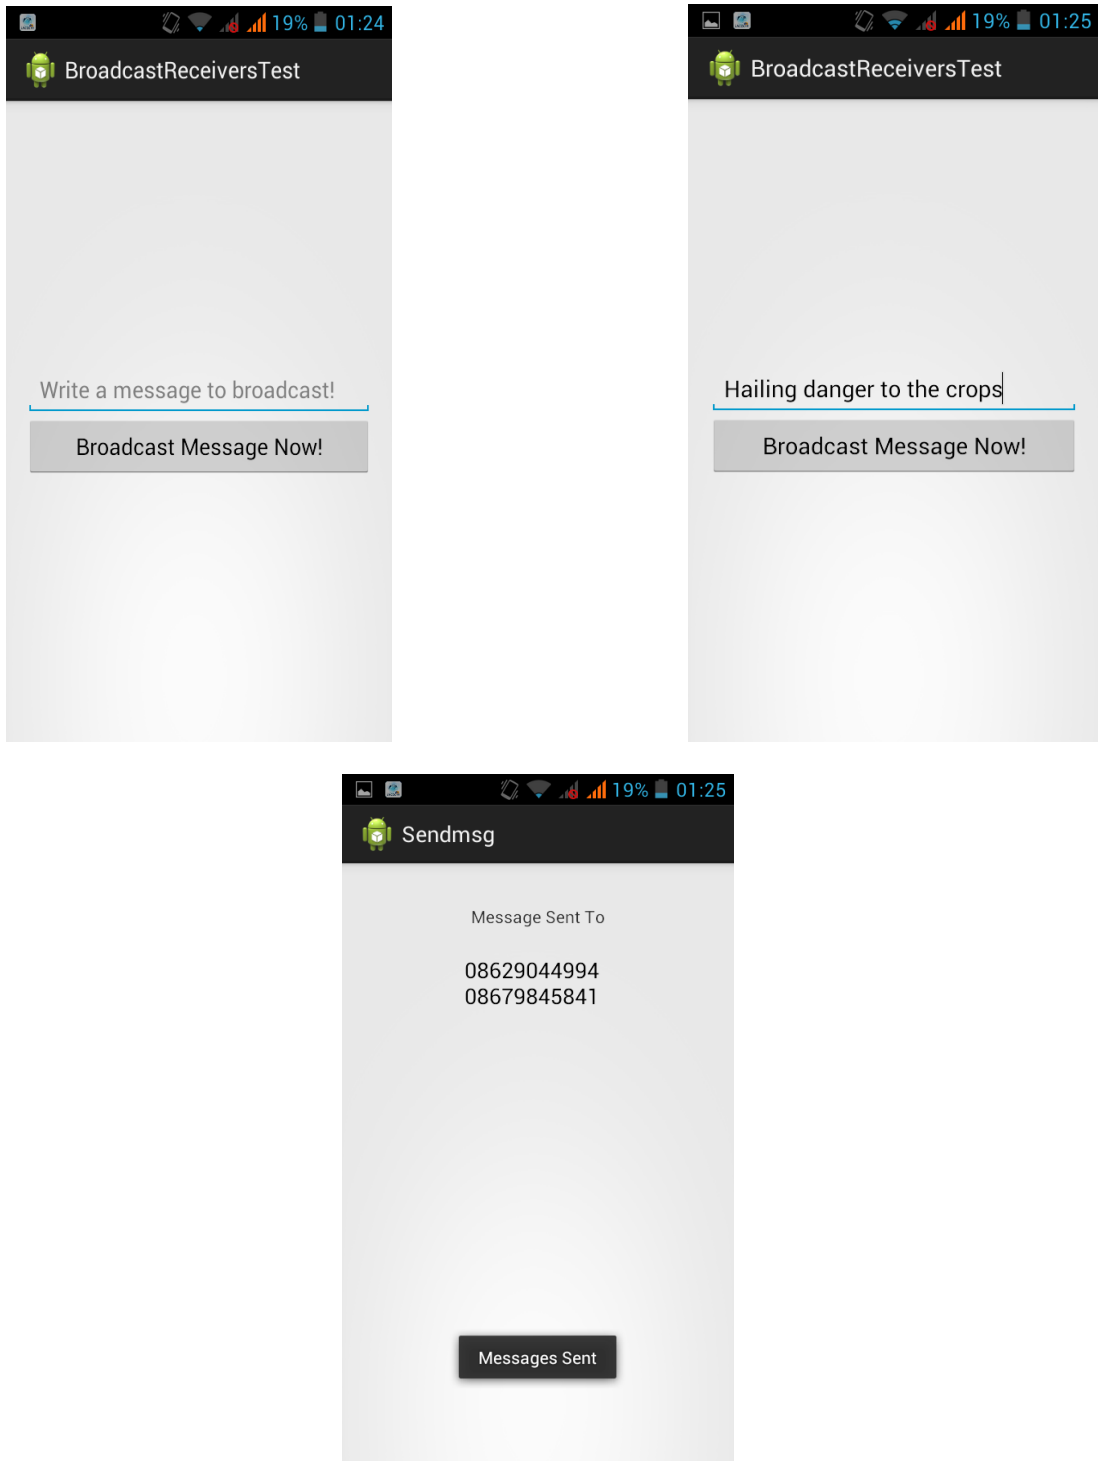 19% 01:24
BroadcastReceiversTest
Write a message to broadcast!
Broadcast Message Now!
19% 01:25
BroadcastReceiversTest
Hailing danger to the crops
Broadcast Message Now!
19% 01:25
Sendmsg
Message Sent To
08629044994
08679845841
Messages Sent